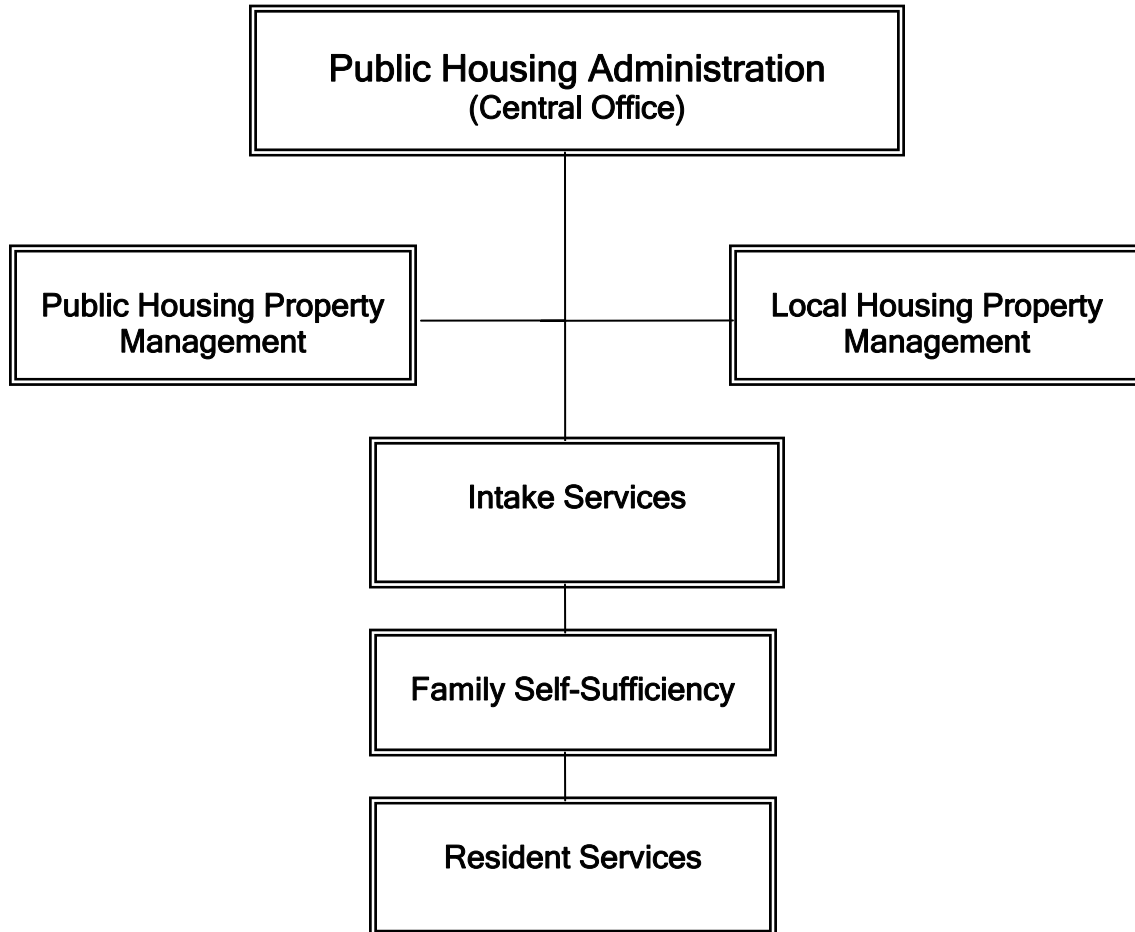 Public Housing Administration
(Central Office)
Public Housing Property
Management
Local Housing Property
Management
Intake Services
Family Self-Sufficiency
Resident Services